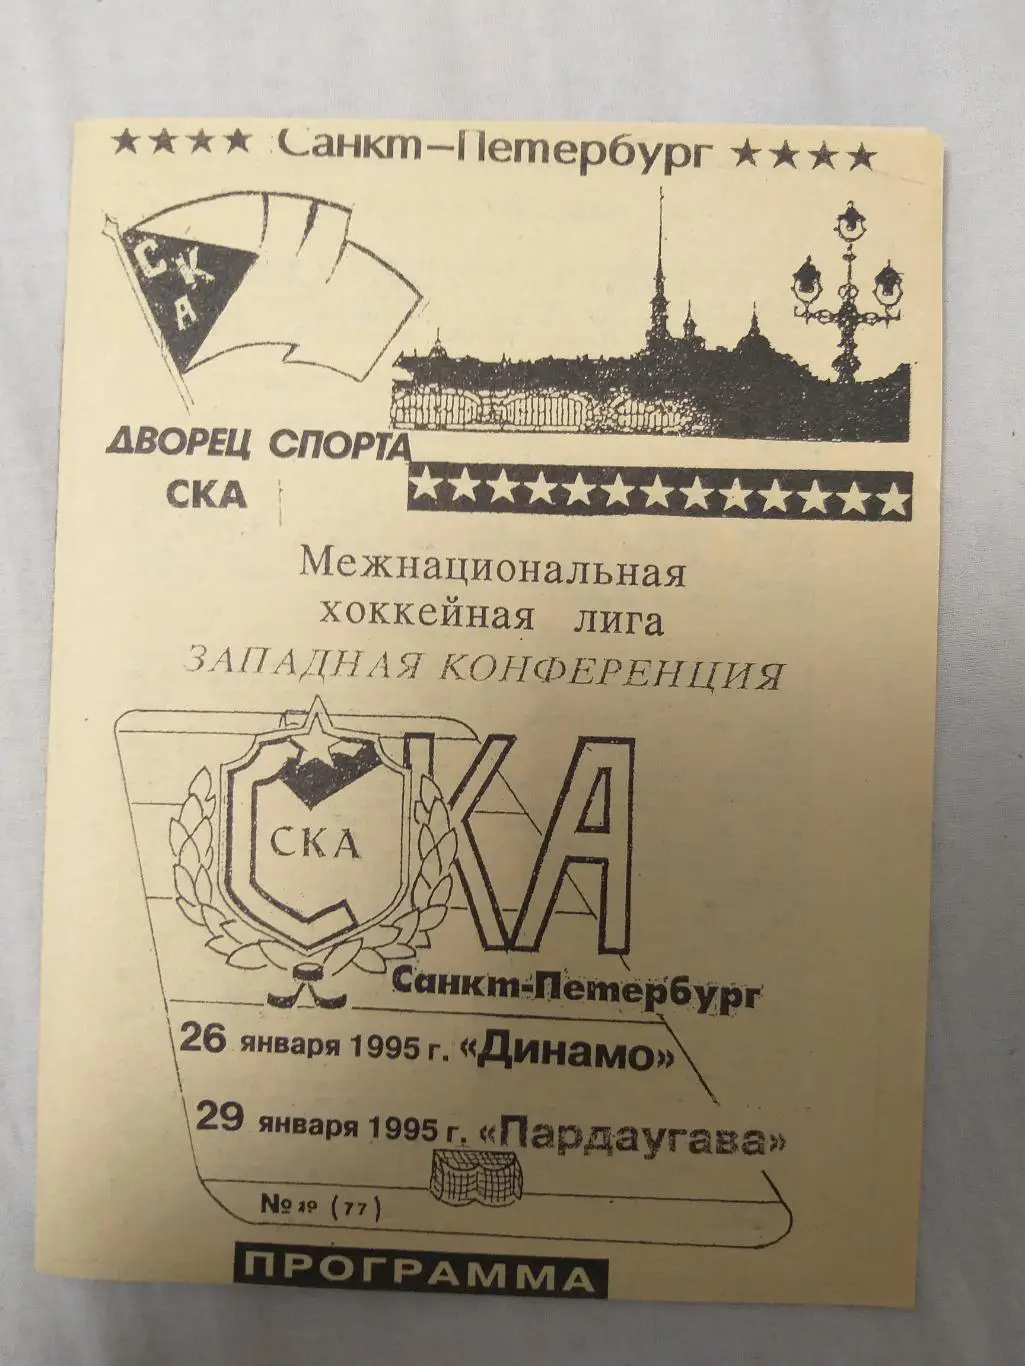 ★★★★ Санкт-Петербург ★★★★
СКА
ДВОРЕЦ СПОРТА
СКА
Межнациональная
хоккейная лига
ЗАПАДНАЯ КОНФЕРЕНЦИЯ
СКА
СКА
Санкт-Петербург
26 января 1995 г. «Динамо»
29 января 1995 г. «Пардаугава»
№ (77)
ПРОГРАММА